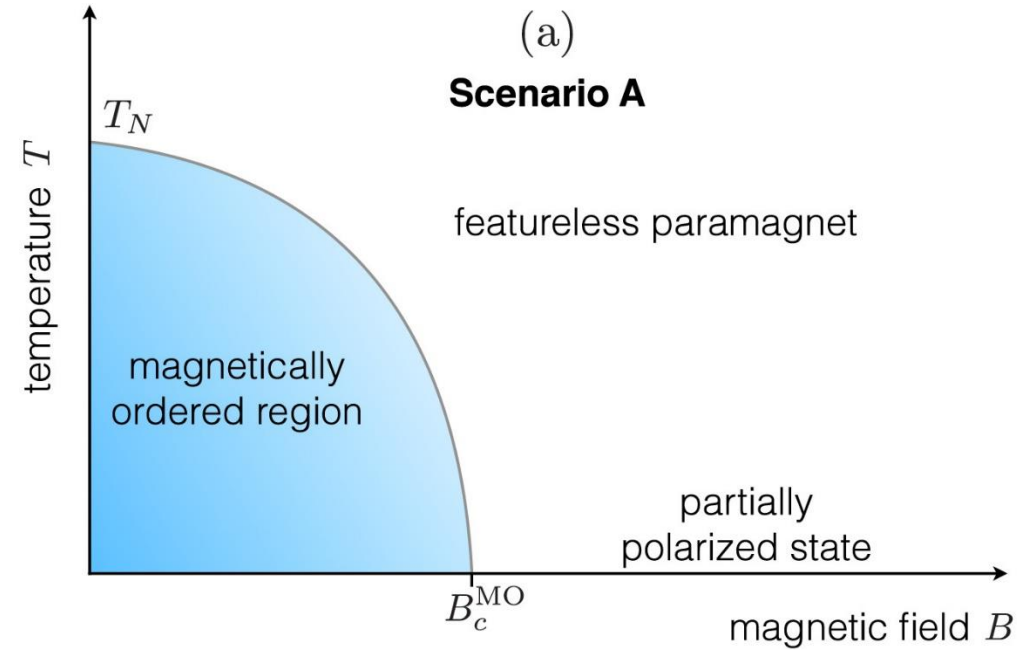 (a)
Scenario A
T_N
temperature T
featureless paramagnet
magnetically
ordered region
partially
polarized state
B_c^MO
magnetic field B